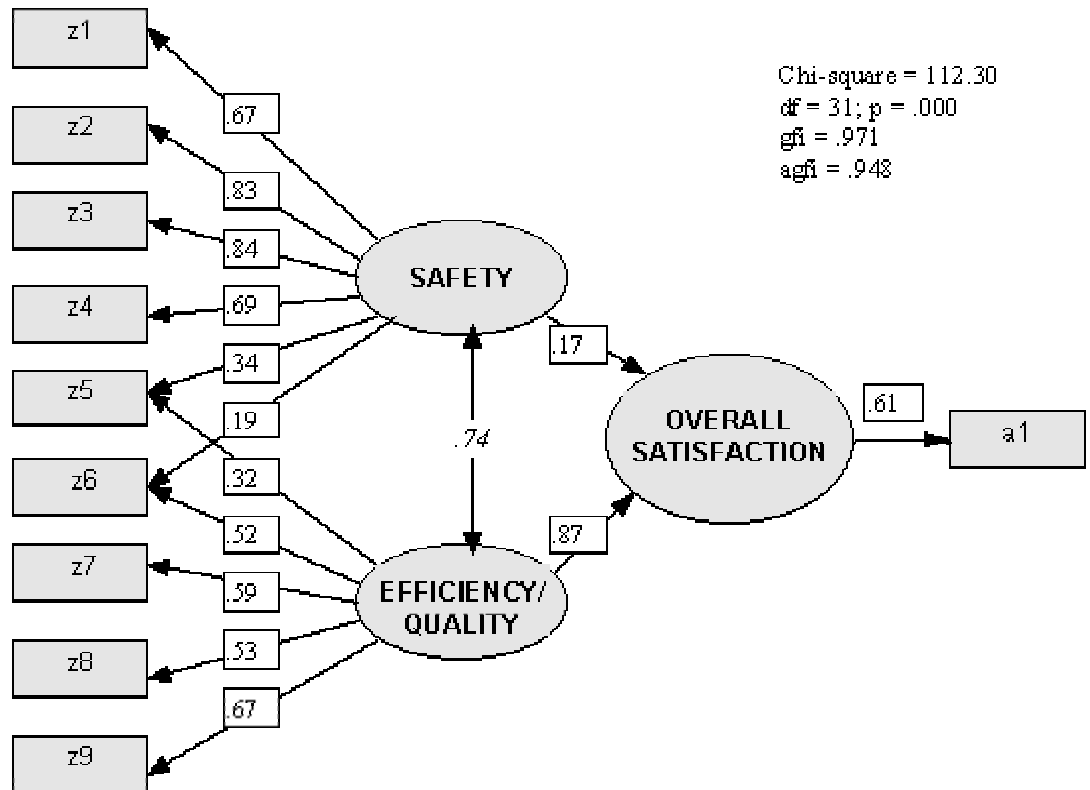 z1
z2
z3
z4
z5
z6
z7
z8
z9
.67
.83
.84
.69
.34
.19
.32
.52
.59
.53
.67
SAFETY
.74
EFFICIENCY/
QUALITY
.17
.87
OVERALL
SATISFACTION
.61
a1
Chi-square = 112.30
df = 31; p = .000
gfi = .971
agfi = .948